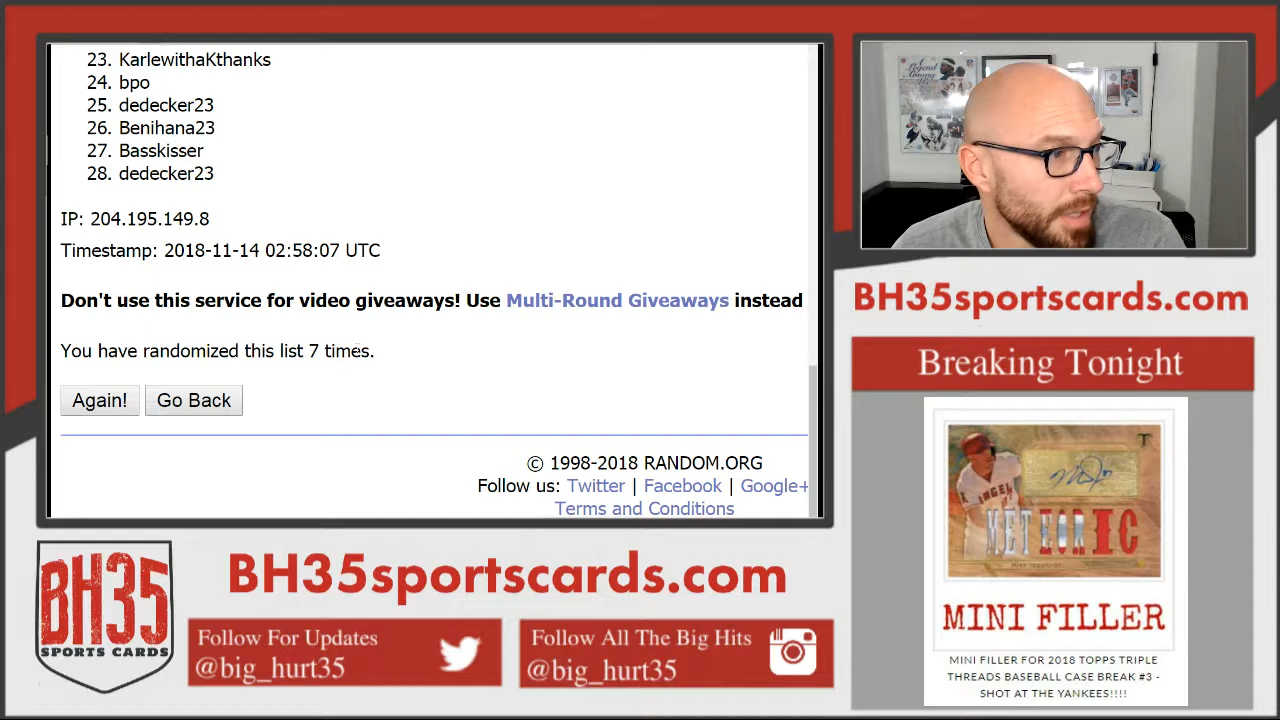 23. KarlewithaKthanks
24. bpo
25. dedecker23
26. Benihana23
27. Basskisser
28. dedecker23
IP: 204.195.149.8
Timestamp: 2018-11-14 02:58:07 UTC
Don't use this service for video giveaways! Use Multi-Round Giveaways instead
You have randomized this list 7 times.
Again! Go Back
© 1998-2018 RANDOM.ORG
Follow us: Twitter | Facebook | Google+
Terms and Conditions
BH35sportscards.com
Breaking Tonight
ANGELS
METEORIC
MINI FILLER
MINI FILLER FOR 2018 TOPPS TRIPLE
THREADS BASEBALL CASE BREAK #3 -
SHOT AT THE YANKEES!!!!
BH35
SPORTS CARDS
BH35sportscards.com
Follow For Updates
@big_hurt35
Follow All The Big Hits
@big_hurt35